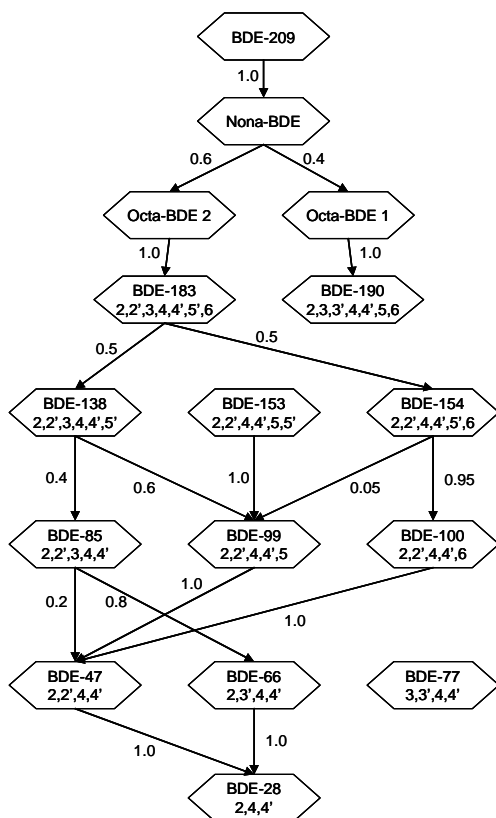 BDE-209
1.0
Nona-BDE
0.6
0.4
Octa-BDE 2
Octa-BDE 1
1.0
1.0
BDE-183
2,2',3,4,4',5',6
BDE-190
2,3,3',4,4',5,6
0.5
0.5
BDE-138
2,2',3,4,4',5'
BDE-153
2,2',4,4',5,5'
BDE-154
2,2',4,4',5',6
0.4
0.6
1.0
0.05
0.95
BDE-85
2,2',3,4,4'
BDE-99
2,2',4,4',5
BDE-100
2,2',4,4',6
0.2
0.8
1.0
1.0
BDE-47
2,2',4,4'
BDE-66
2,3',4,4'
BDE-77
3,3',4,4'
1.0
1.0
BDE-28
2,4,4'